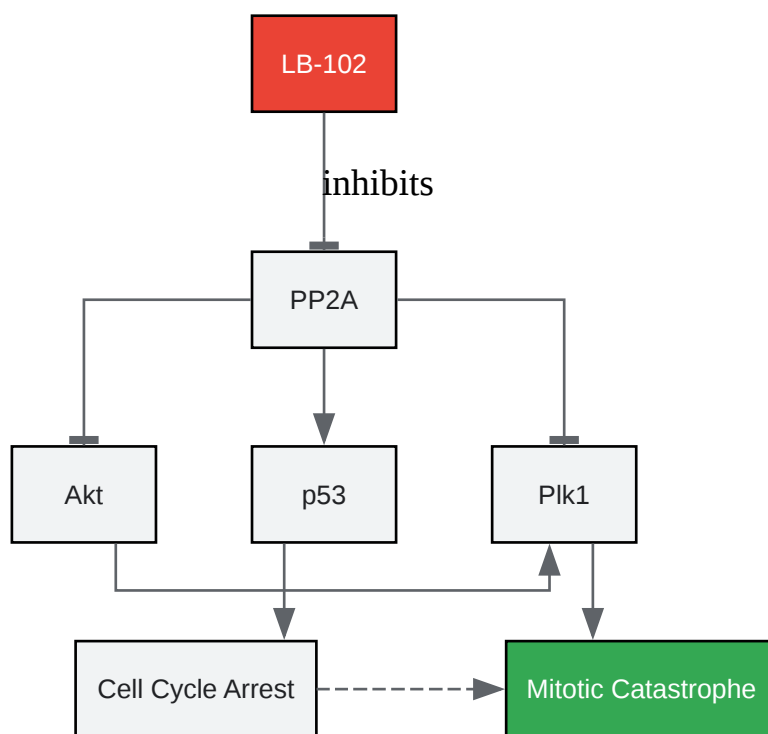 LB-102
inhibits
PP2A
Akt
p53
Plk1
Cell Cycle Arrest
Mitotic Catastrophe